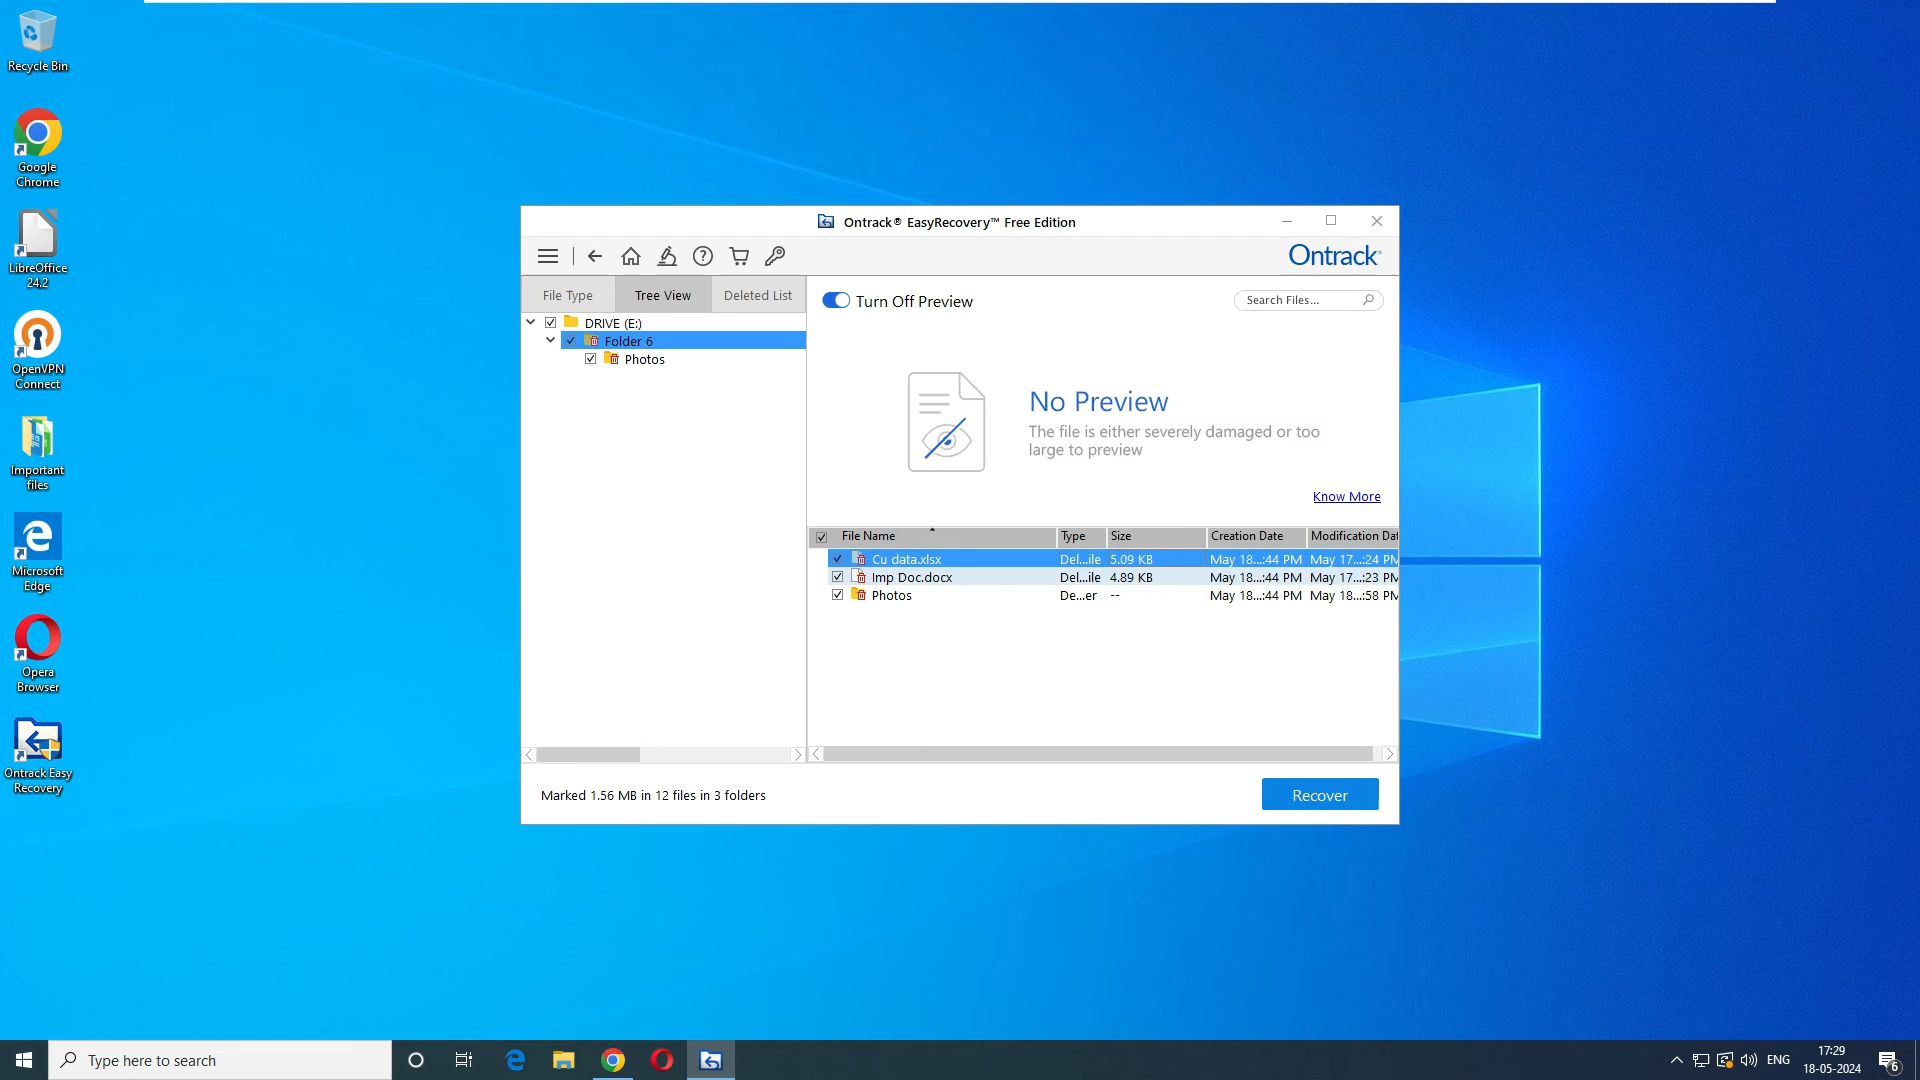 Recycle Bin
Google
Chrome
LibreOffice
24.2
OpenVPN
Connect
Important
files
Microsoft
Edge
Opera
Browser
Ontrack Easy
Recovery
Ontrack® EasyRecovery™ Free Edition
Ontrack
File Type
Tree View
Deleted List
DRIVE (E:)
Folder 6
Photos
Turn Off Preview
Search Files...
No Preview
The file is either severely damaged or too
large to preview
Know More
File Name Type Size Creation Date Modification Dat
Cu data.xlsx Del...ile 5.09 KB May 18...:44 PM May 17...:24 PM
Imp Doc.docx Del...ile 4.89 KB May 18...:44 PM May 17...:23 PM
Photos De...er -- May 18...:44 PM May 18...:58 PM
Marked 1.56 MB in 12 files in 3 folders
Recover
Type here to search
ENG
17:29
18-05-2024
6